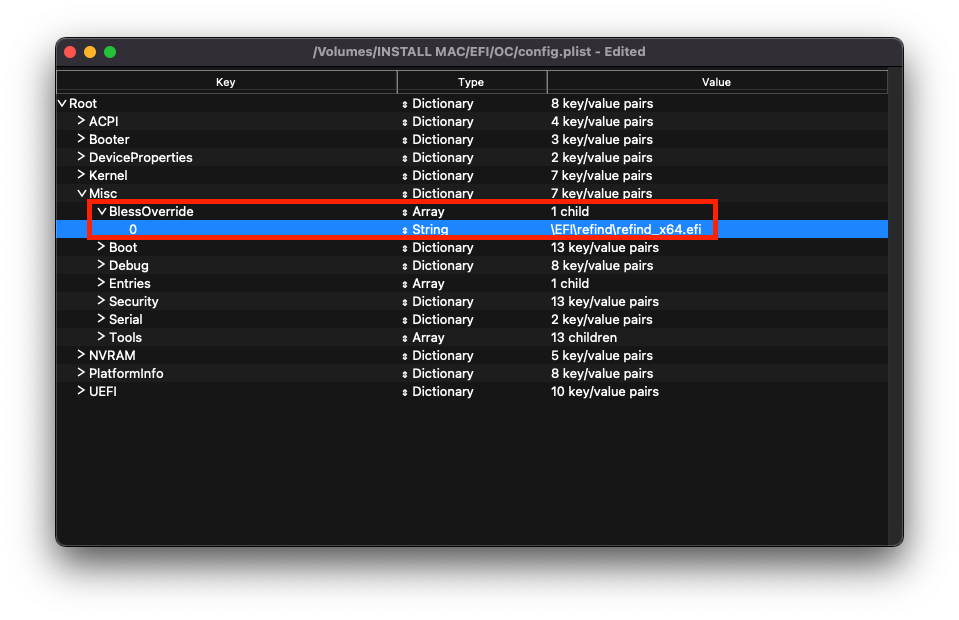 /Volumes/INSTALL MAC/EFI/OC/config.plist - Edited
Key Type Value
Root Dictionary 8 key/value pairs
ACPI Dictionary 4 key/value pairs
Booter Dictionary 3 key/value pairs
DeviceProperties Dictionary 2 key/value pairs
Kernel Dictionary 7 key/value pairs
Misc Dictionary 7 key/value pairs
BlessOverride Array 1 child
0 String \EFI\refind\refind_x64.efi
Boot Dictionary 13 key/value pairs
Debug Dictionary 8 key/value pairs
Entries Array 1 child
Security Dictionary 13 key/value pairs
Serial Dictionary 2 key/value pairs
Tools Array 13 children
NVRAM Dictionary 5 key/value pairs
PlatformInfo Dictionary 8 key/value pairs
UEFI Dictionary 10 key/value pairs